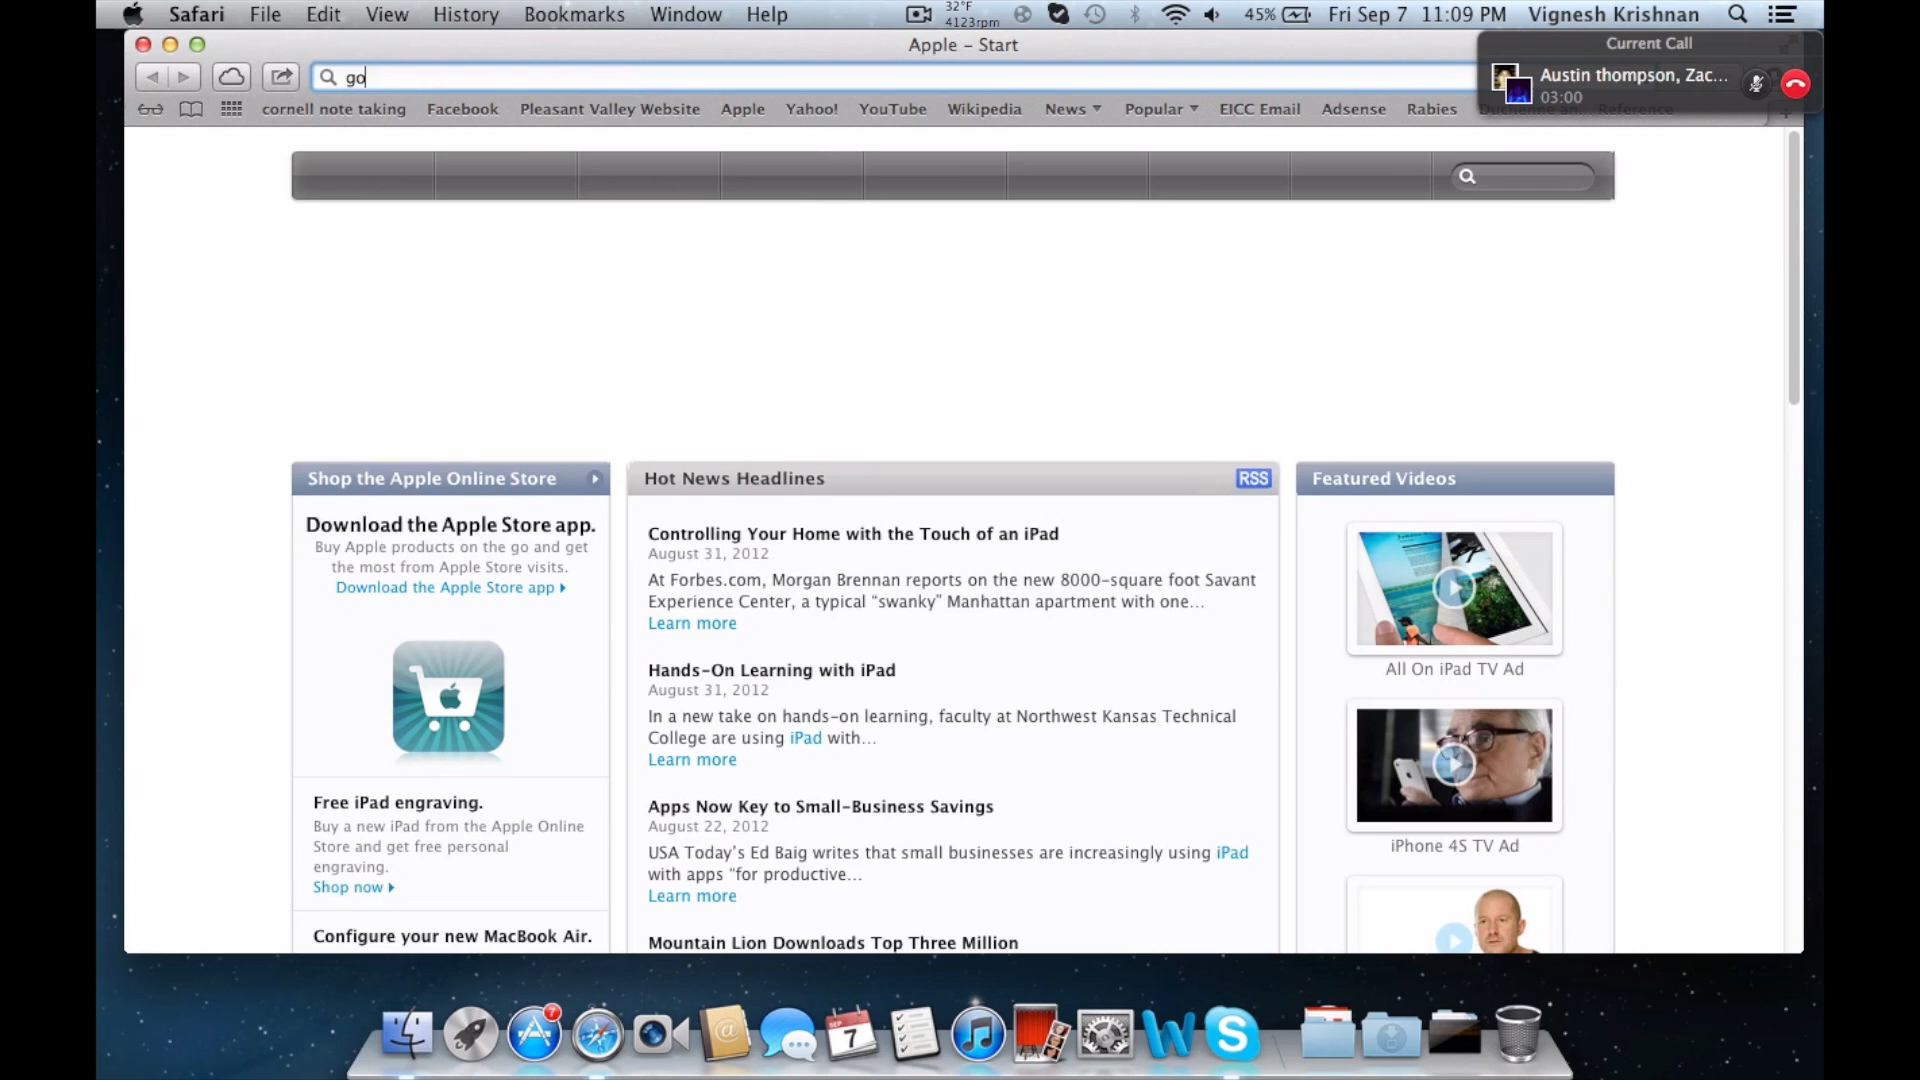 Safari File Edit View History Bookmarks Window Help 32°F 4123rpm 45% Fri Sep 7 11:09 PM Vignesh Krishnan
Apple – Start
Current Call
go
Austin thompson, Zac...
03:00
cornell note taking Facebook Pleasant Valley Website Apple Yahoo! YouTube Wikipedia News Popular EICC Email Adsense Rabies Duchenne an... Reference
Shop the Apple Online Store
Download the Apple Store app.
Buy Apple products on the go and get
the most from Apple Store visits.
Download the Apple Store app
Free iPad engraving.
Buy a new iPad from the Apple Online
Store and get free personal
engraving.
Shop now
Configure your new MacBook Air.
Hot News Headlines RSS
Controlling Your Home with the Touch of an iPad
August 31, 2012
At Forbes.com, Morgan Brennan reports on the new 8000-square foot Savant
Experience Center, a typical “swanky” Manhattan apartment with one…
Learn more
Hands-On Learning with iPad
August 31, 2012
In a new take on hands-on learning, faculty at Northwest Kansas Technical
College are using iPad with…
Learn more
Apps Now Key to Small-Business Savings
August 22, 2012
USA Today’s Ed Baig writes that small businesses are increasingly using iPad
with apps “for productive…
Learn more
Mountain Lion Downloads Top Three Million
Featured Videos
All On iPad TV Ad
iPhone 4S TV Ad
7
SEP
7